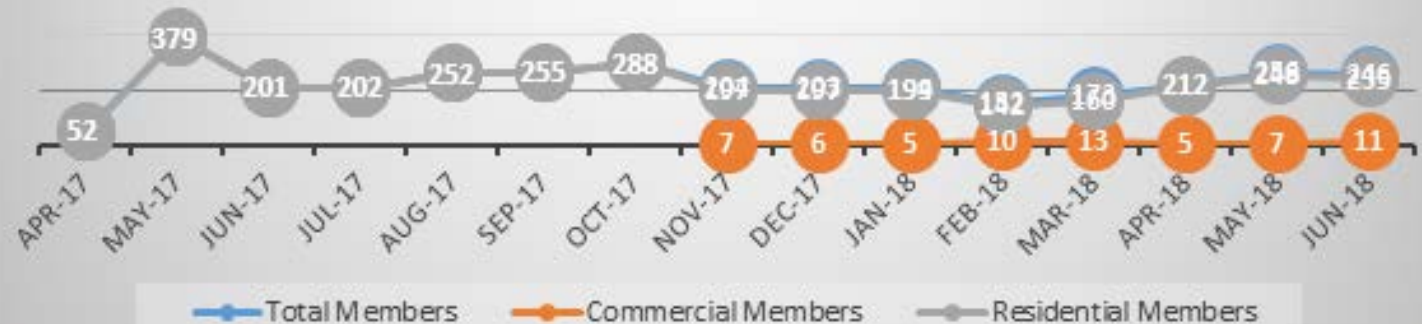 379
288
252
255
201
202
212
52
7
6
5
10
13
5
7
11
APR-17
MAY-17
JUN-17
JUL-17
AUG-17
SEP-17
OCT-17
NOV-17
DEC-17
JAN-18
FEB-18
MAR-18
APR-18
MAY-18
JUN-18
Total Members
Commercial Members
Residential Members